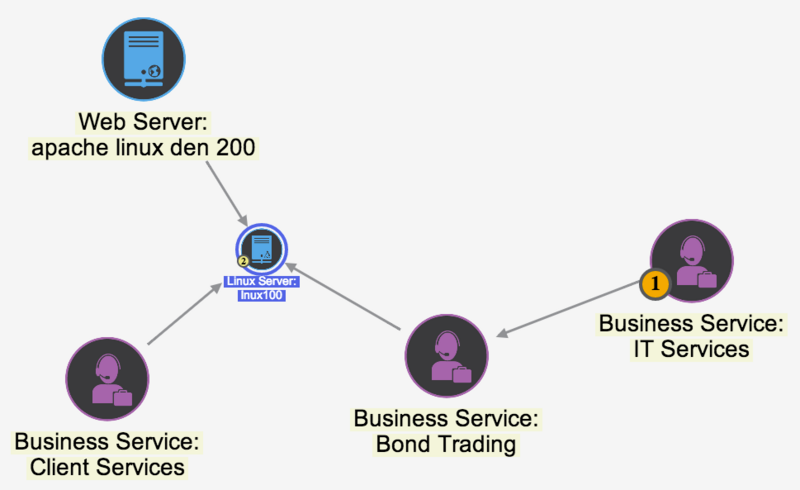 Web Server:
apache linux den 200
2
Linux Server:
lnux100
1
Business Service:
IT Services
Business Service:
Bond Trading
Business Service:
Client Services